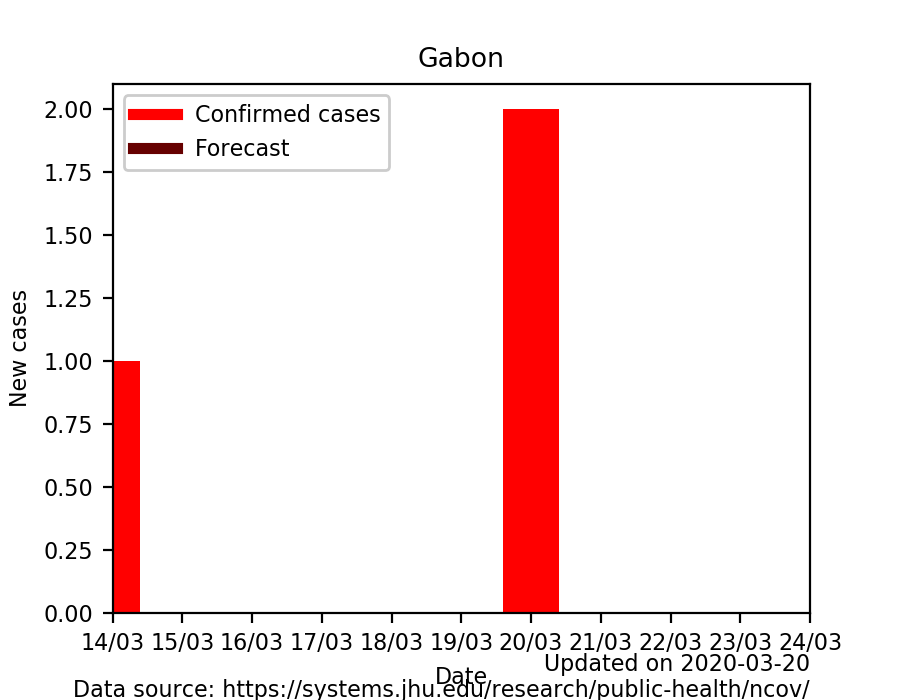 Gabon
Confirmed cases
Forecast
New cases
2.00
1.75
1.50
1.25
1.00
0.75
0.50
0.25
0.00
14/03 15/03 16/03 17/03 18/03 19/03 20/03 21/03 22/03 23/03 24/03
Updated on 2020-03-20
Date
Data source: https://systems.jhu.edu/research/public-health/ncov/